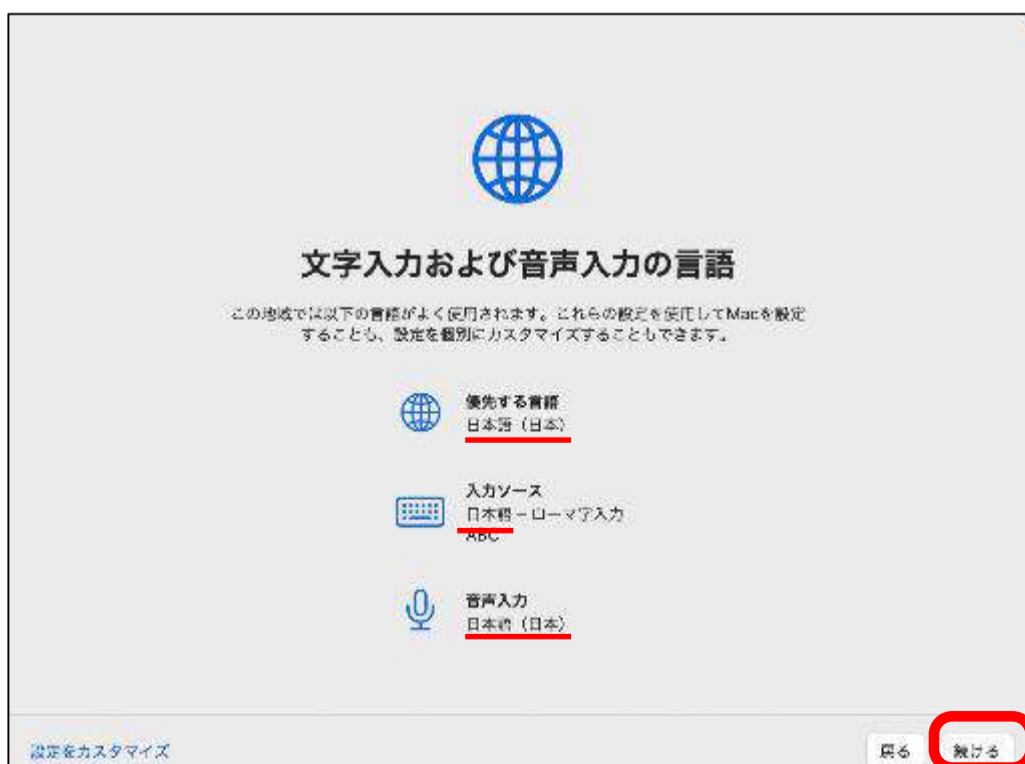 文字入力および音声入力の言語
この地域では以下の言語がよく使用されます。これらの設定を使用してMacを設定
することも、設定を個別にカスタマイズすることもできます。
優先する言語
日本語（日本）
入力ソース
日本語 – ローマ字入力
ABC
音声入力
日本語（日本）
設定をカスタマイズ
戻る
続ける